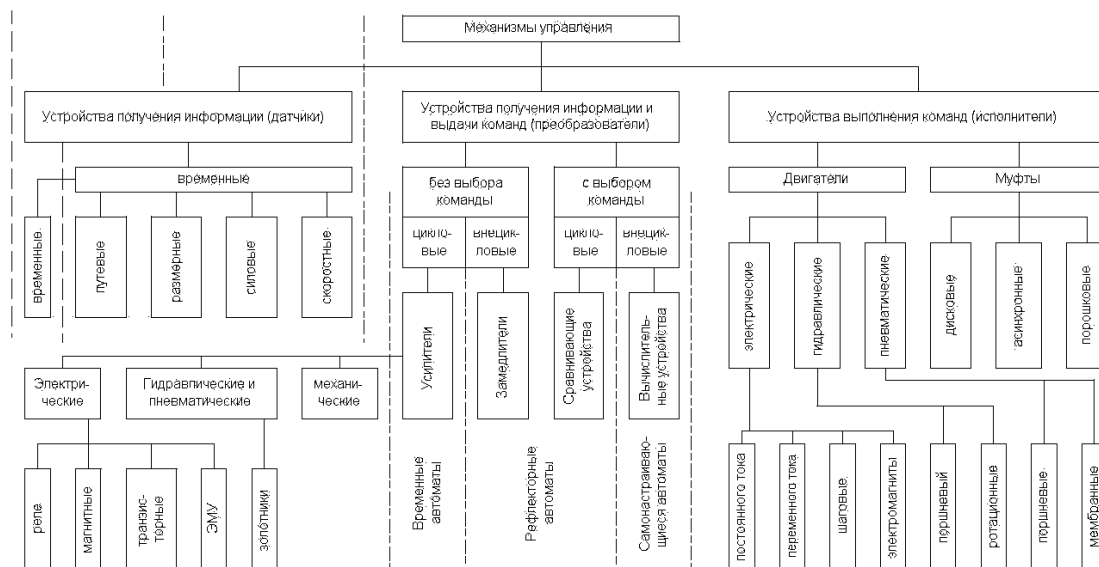 Механизмы управления
Устройства получения информации (датчики)
Устройства получения информации и
выдачи команд (преобразователи)
Устройства выполнения команд (исполнители)
временные
без выбора
команды
с выбором
команды
Двигатели
Муфты
цикло-
вые
внецик-
ловые
цикло-
вые
внецик-
ловые
временные
путевые
размерные
силовые
скоростные
электрические
гидравлические
пневматические
дисковые
асинхронные
порошковые
Усилители
Замедлители
Сравнивающие
устройства
Вычислитель-
ные устройства
Электри-
ческие
Гидравлические и
пневматические
механи-
ческие
реле
магнитные
транзис-
торные
ЭМУ
золотники
Временные
автоматы
Рефлекторные
автоматы
Самонастраиваю-
щиеся автоматы
постоянного тока
переменного тока
шаговые
электромагниты
поршневый
ротационные
поршневые
мембранные